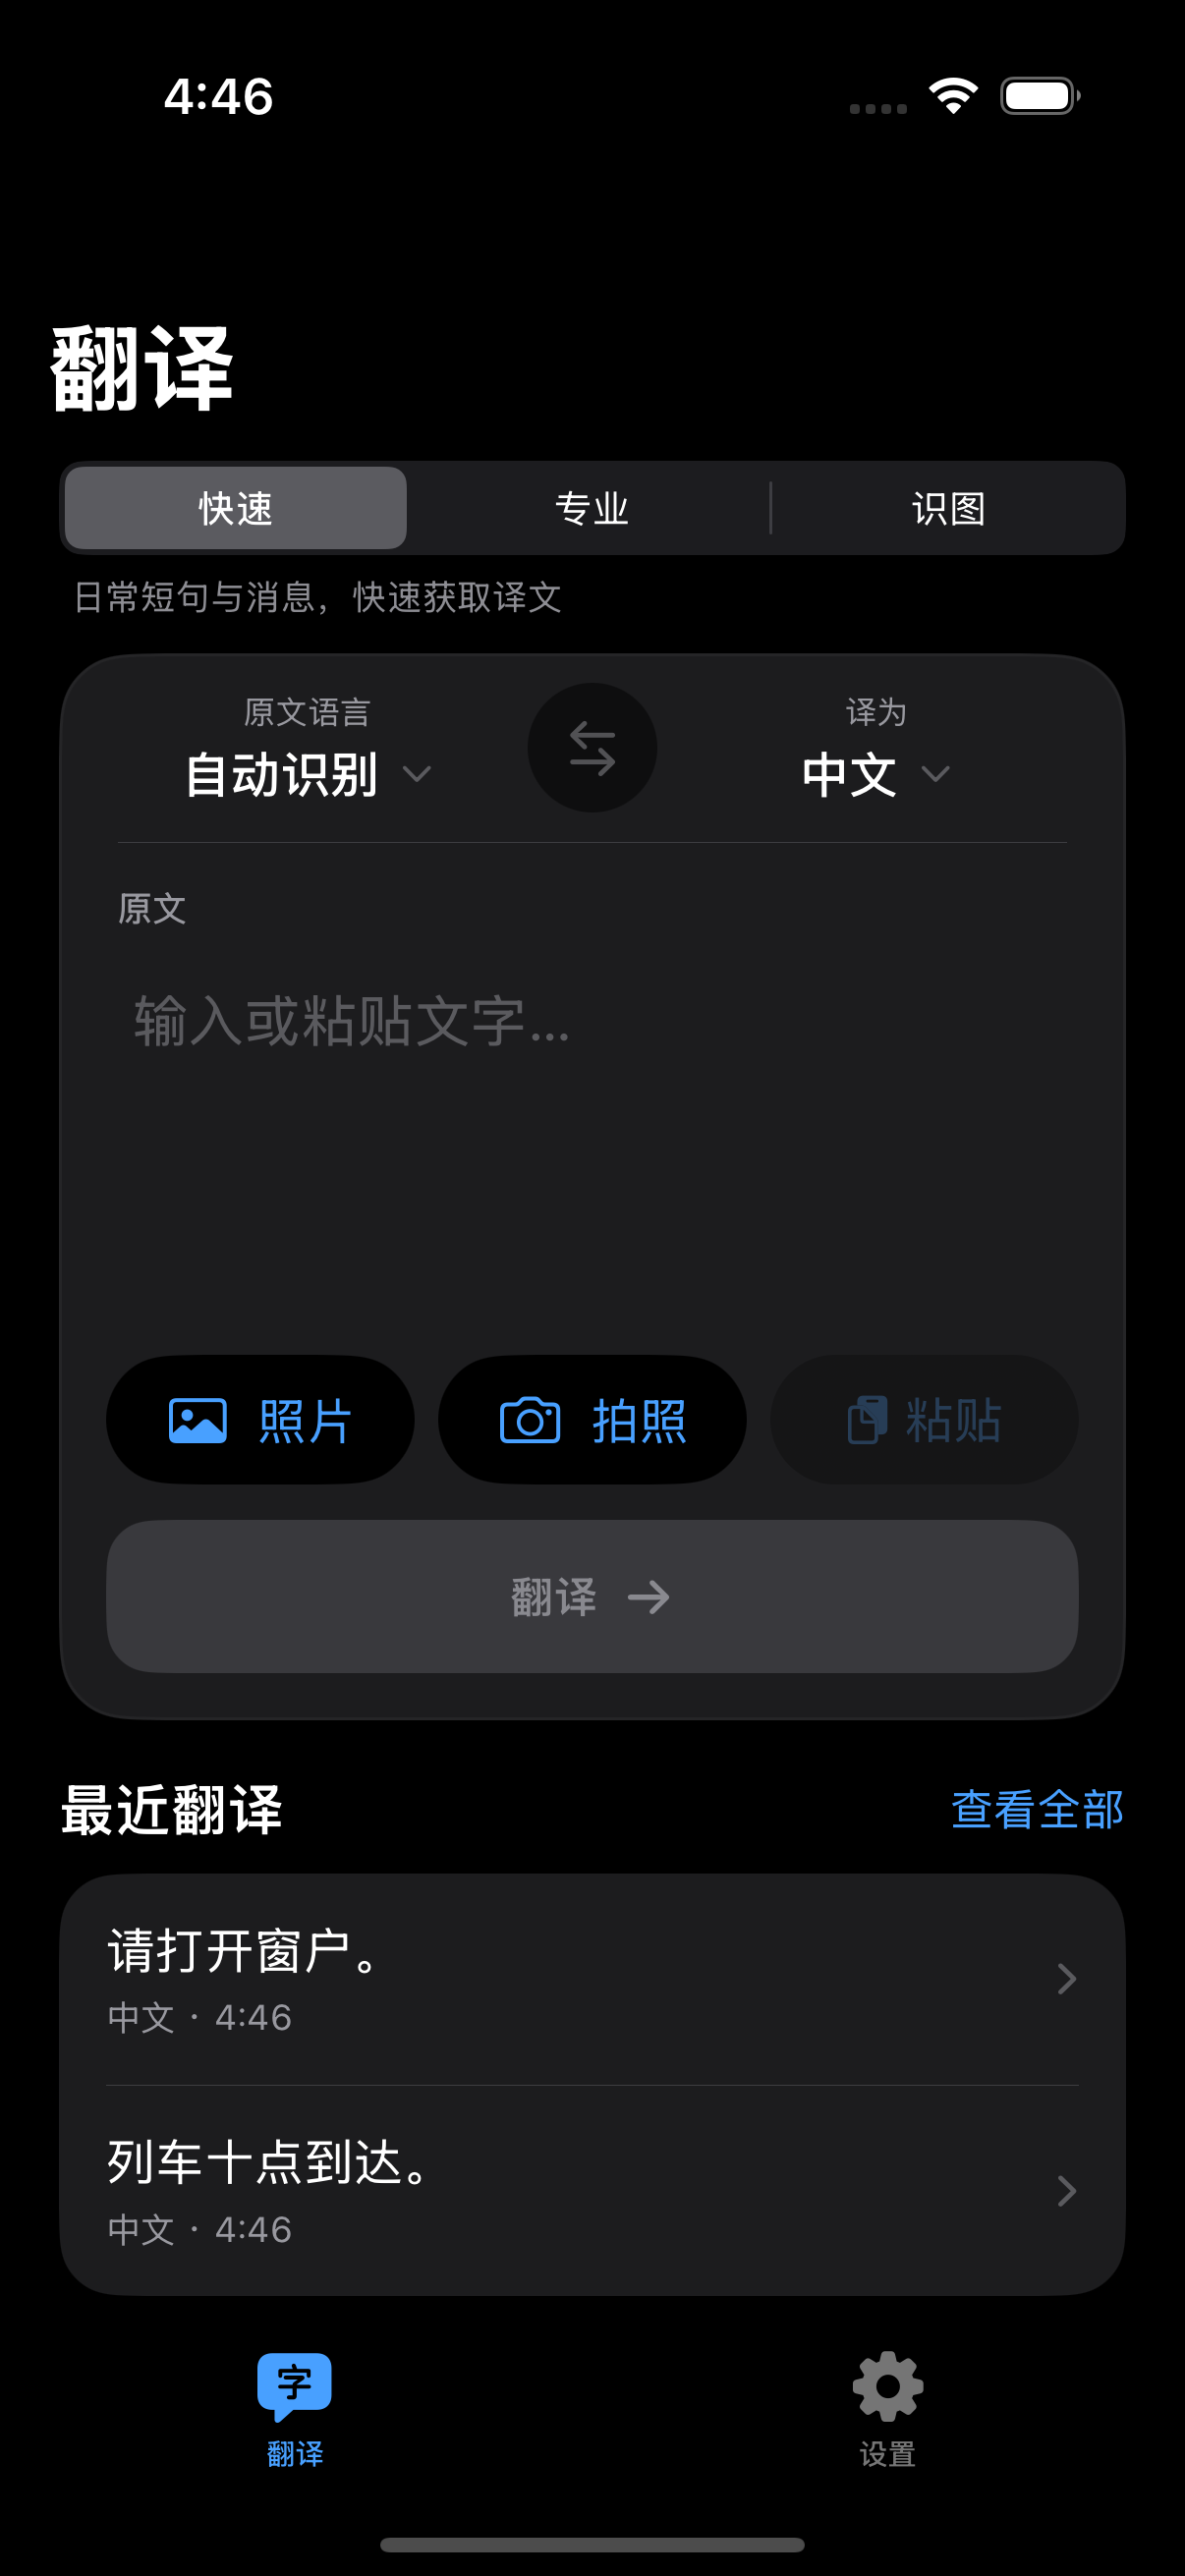 4:46
翻译
快速
专业
识图
日常短句与消息，快速获取译文
原文语言
译为
自动识别
中文
原文
输入或粘贴文字...
照片
拍照
粘贴
翻译
最近翻译
查看全部
请打开窗户。
中文 · 4:46
列车十点到达。
中文 · 4:46
字
翻译
设置